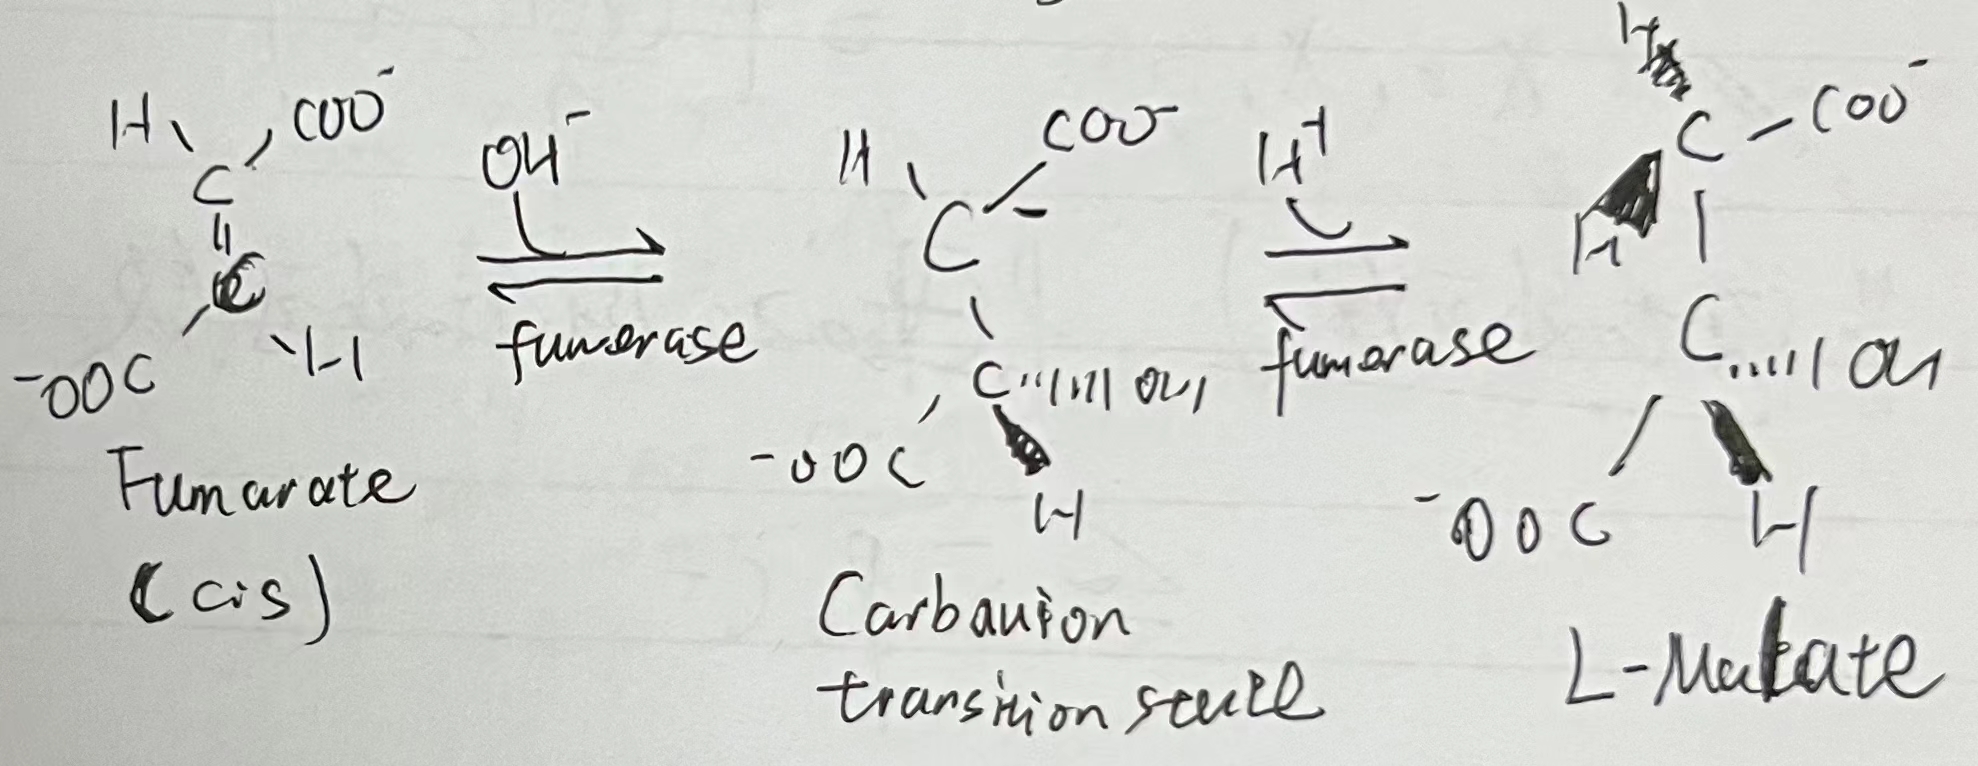 H COO⁻
C
||
C
⁻OOC H
Fumarate
(cis)
OH⁻
fumerase
H COO⁻
C⁻
C OH
⁻OOC
H
Carbanion
transition state
H⁺
fumerase
H
C COO⁻
H
C OH
⁻OOC H
L-Malate